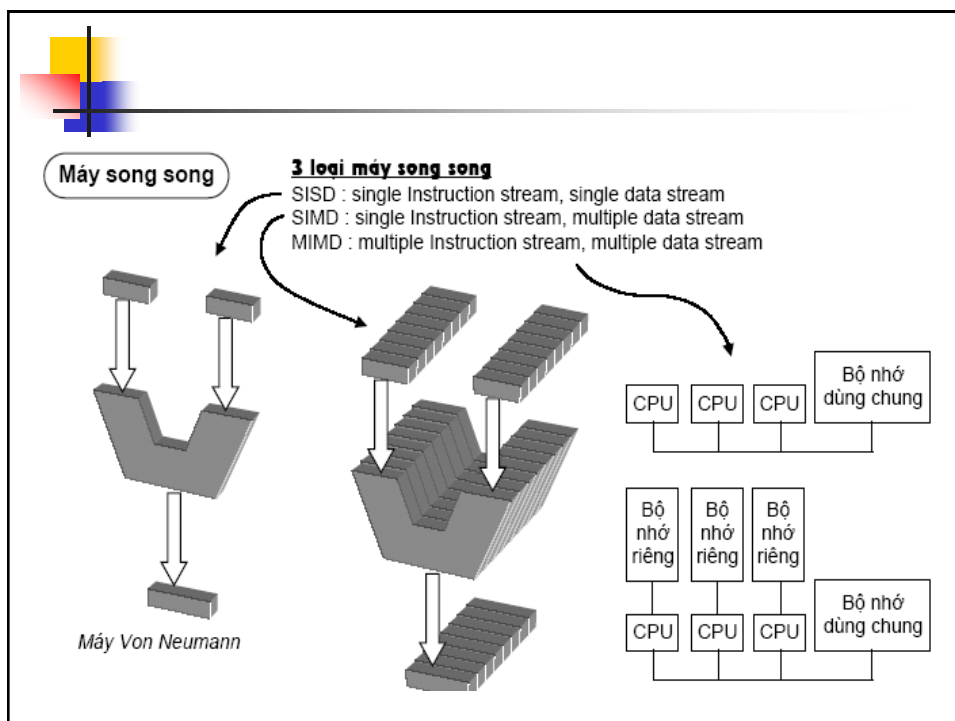 Máy song song
3 loại máy song song
SISD : single Instruction stream, single data stream
SIMD : single Instruction stream, multiple data stream
MIMD : multiple Instruction stream, multiple data stream
Máy Von Neumann
CPU
CPU
CPU
Bộ nhớ
dùng chung
Bộ
nhớ
riêng
Bộ
nhớ
riêng
Bộ
nhớ
riêng
CPU
CPU
CPU
Bộ nhớ
dùng chung